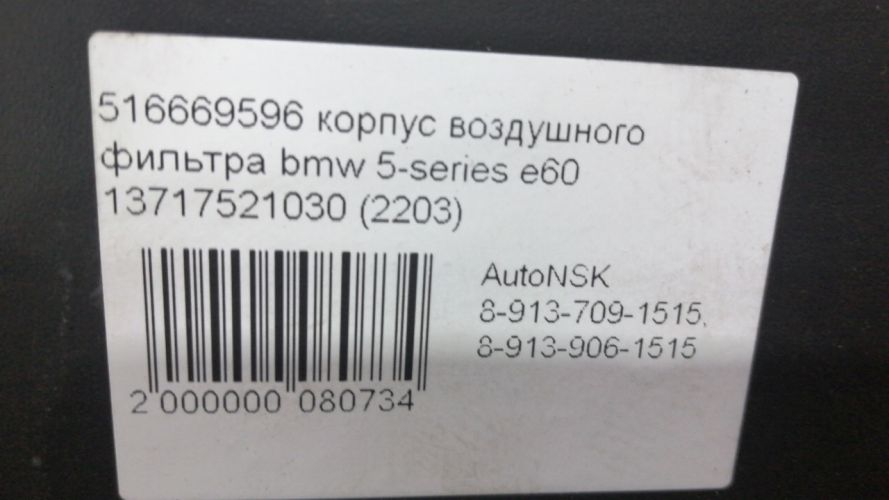 516669596 корпус воздушного
фильтра bmw 5-series e60
13717521030 (2203)
AutoNSK
8-913-709-1515,
8-913-906-1515
2 000000 080734